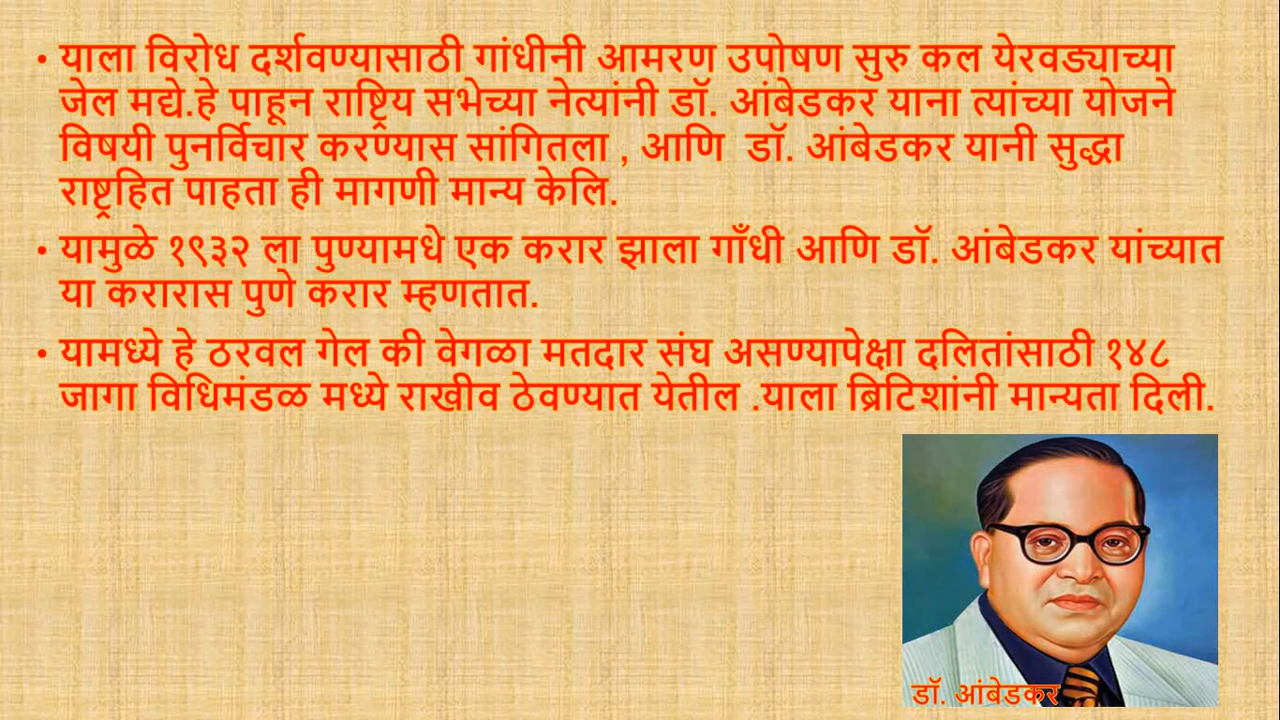 • याला विरोध दर्शवण्यासाठी गांधीनी आमरण उपोषण सुरु कल येरवड्याच्या
जेल मद्ये.हे पाहून राष्ट्रिय सभेच्या नेत्यांनी डॉ. आंबेडकर याना त्यांच्या योजने
विषयी पुनर्विचार करण्यास सांगितला , आणि डॉ. आंबेडकर यानी सुद्धा
राष्ट्रहित पाहता ही मागणी मान्य केलि.
• यामुळे १९३२ ला पुण्यामधे एक करार झाला गाँधी आणि डॉ. आंबेडकर यांच्यात
या करारास पुणे करार म्हणतात.
• यामध्ये हे ठरवल गेल की वेगळा मतदार संघ असण्यापेक्षा दलितांसाठी १४८
जागा विधिमंडळ मध्ये राखीव ठेवण्यात येतील .याला ब्रिटिशांनी मान्यता दिली.
डॉ. आंबेडकर